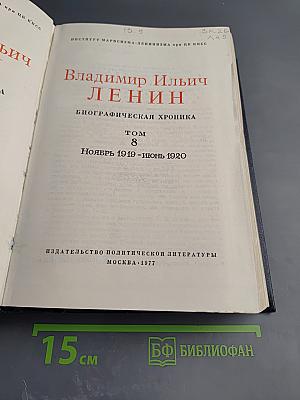 ИНСТИТУТ МАРКСИЗМА-ЛЕНИНИЗМА при ЦК КПСС
Владимир Ильич
ЛЕНИН
БИОГРАФИЧЕСКАЯ ХРОНИКА
ТОМ
8
Ноябрь 1919 – июнь 1920
ИЗДАТЕЛЬСТВО ПОЛИТИЧЕСКОЙ ЛИТЕРАТУРЫ
МОСКВА • 1977
15 см
БФ БИБЛИОФАН